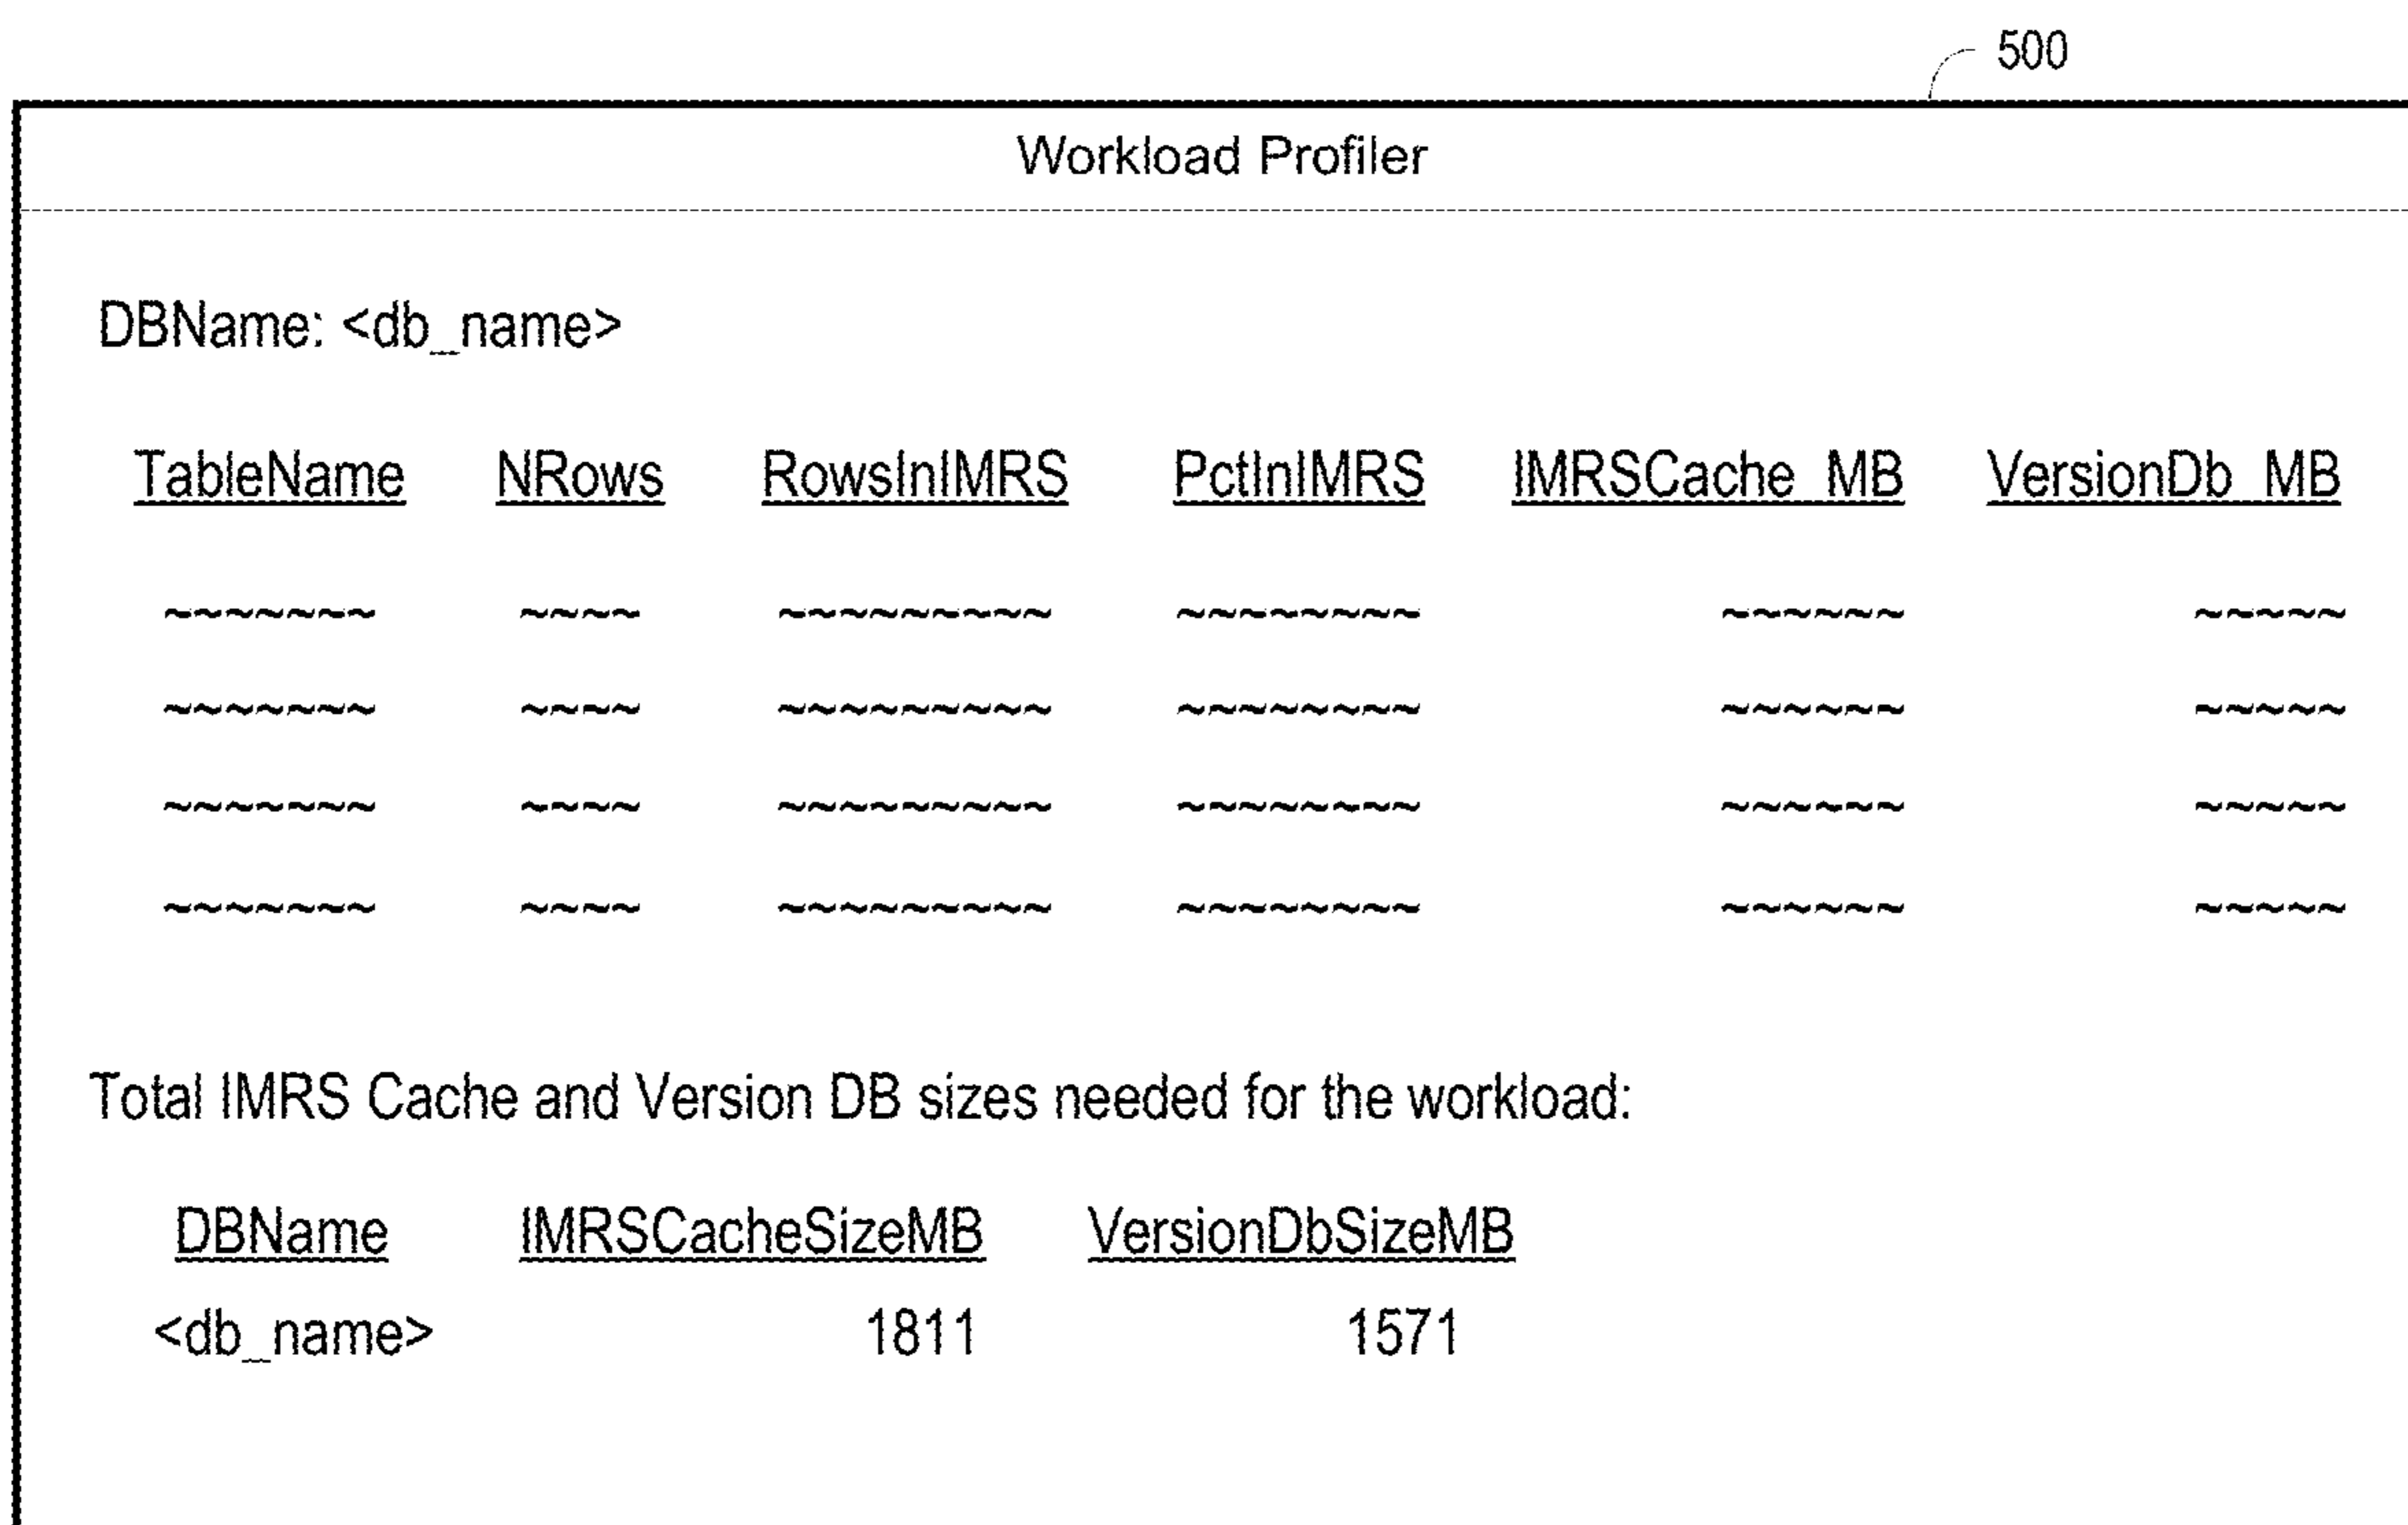 500
Workload Profiler
DBName: <db_name>
TableName NRows RowsInIMRS PctInIMRS IMRSCache_MB VersionDb_MB
~~~~~~~ ~~~~ ~~~~~~~~~ ~~~~~~~~ ~~~~~~ ~~~~~
~~~~~~~ ~~~~ ~~~~~~~~~ ~~~~~~~~ ~~~~~~ ~~~~~
~~~~~~~ ~~~~ ~~~~~~~~~ ~~~~~~~~ ~~~~~~ ~~~~~
~~~~~~~ ~~~~ ~~~~~~~~~ ~~~~~~~~ ~~~~~~ ~~~~~
Total IMRS Cache and Version DB sizes needed for the workload:
DBName IMRSCacheSizeMB VersionDbSizeMB
<db_name> 1811 1571